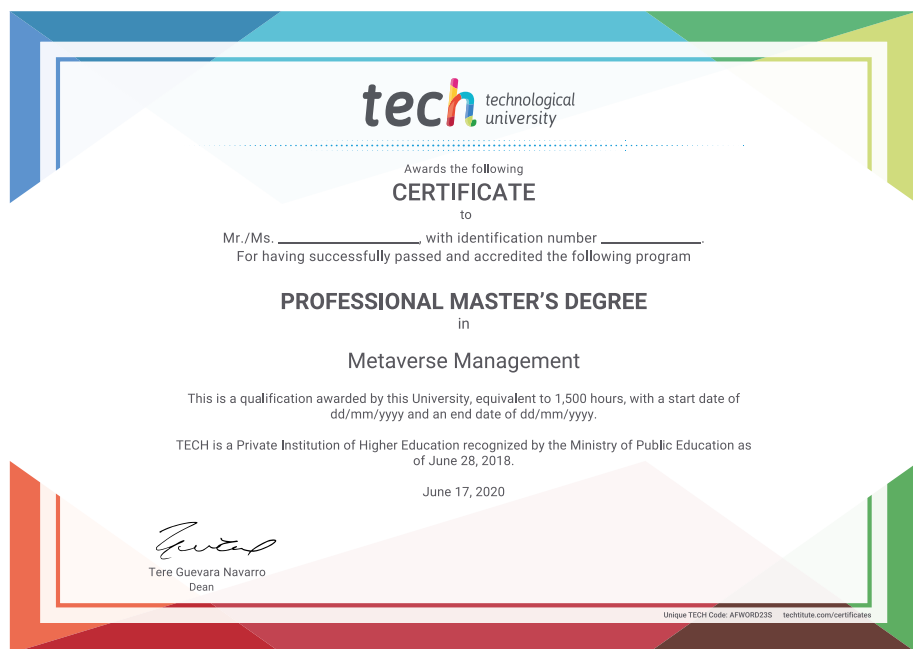 tech technological
university
Awards the following
CERTIFICATE
to
Mr./Ms. ____________________, with identification number ______________.
For having successfully passed and accredited the following program
PROFESSIONAL MASTER'S DEGREE
in
Metaverse Management
This is a qualification awarded by this University, equivalent to 1,500 hours, with a start date of
dd/mm/yyyy and an end date of dd/mm/yyyy.
TECH is a Private Institution of Higher Education recognized by the Ministry of Public Education as
of June 28, 2018.
June 17, 2020
Tere Guevara Navarro
Dean
Unique TECH Code: AFWORD23S techtitute.com/certificates